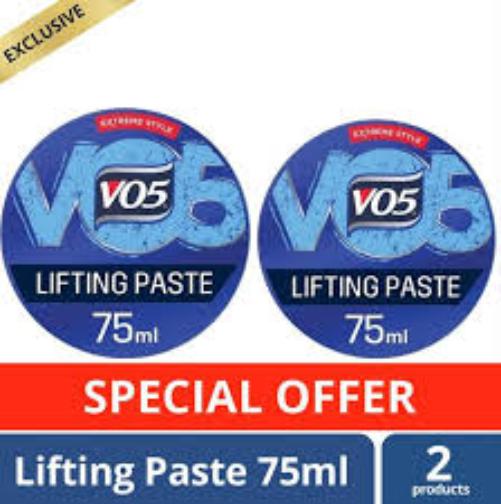 EXCLUSIVE
EXTREME STYLE
EXTREME STYLE
VO5
VO5
VO5
VO5
LIFTING PASTE
LIFTING PASTE
75ml
75ml
SPECIAL OFFER
Lifting Paste 75ml
2
products